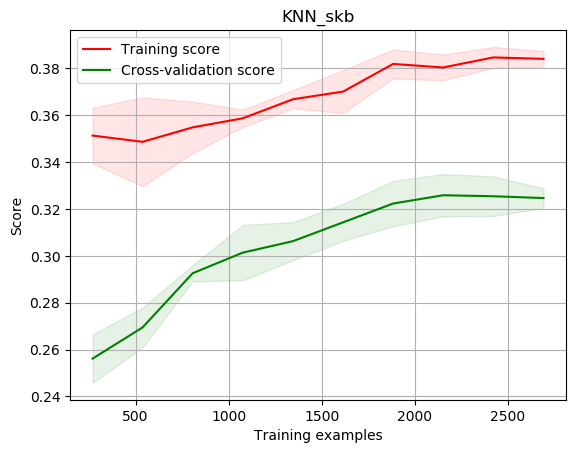 KNN_skb
Training score
Cross-validation score
0.38
0.36
0.34
0.32
0.30
0.28
0.26
0.24
Score
500
1000
1500
2000
2500
Training examples